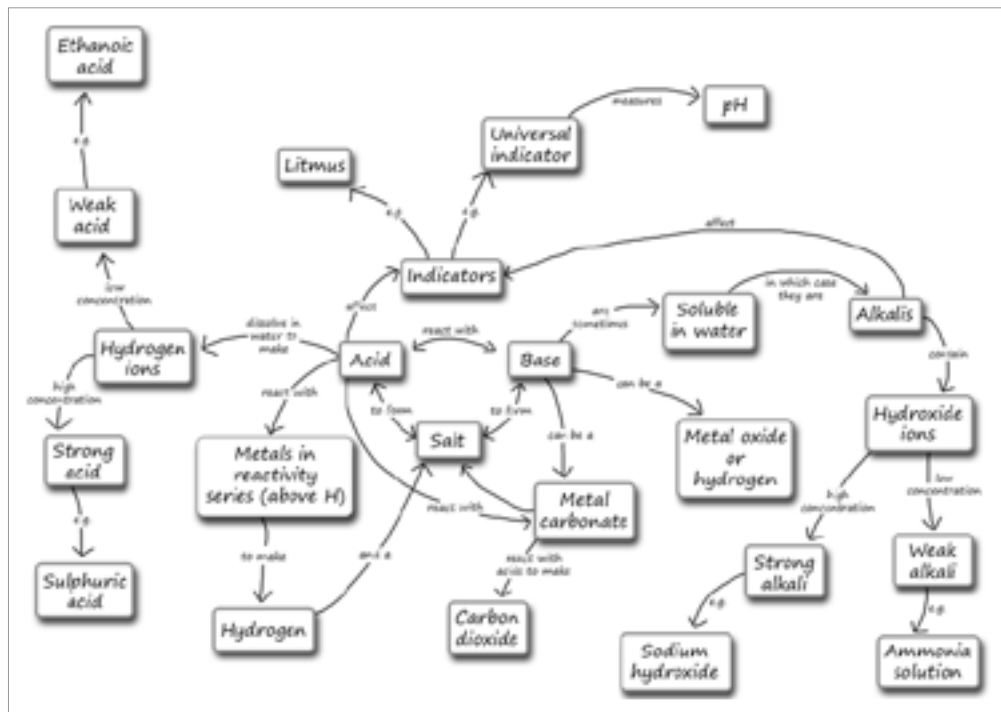 Ethanoic
acid
e.g.
Weak
acid
low
concentration
Hydrogen
ions
high
concentration
Strong
acid
e.g.
Sulphuric
acid
dissolve in
water to
make
Litmus
e.g.
Universal
indicator
e.g.
measures
pH
Indicators
affect
affect
Acid
react with
Base
are
sometimes
Soluble
in water
in which case
they are
Alkalis
contain
Hydroxide
ions
react with
to form
to form
Salt
can be a
can be a
Metal oxide
or
hydrogen
Metals in
reactivity
series (above H)
react with
Metal
carbonate
to make
and a
Hydrogen
react with
acids to make
Carbon
dioxide
high
concentration
low
concentration
Strong
alkali
Weak
alkali
e.g.
e.g.
Sodium
hydroxide
Ammonia
solution